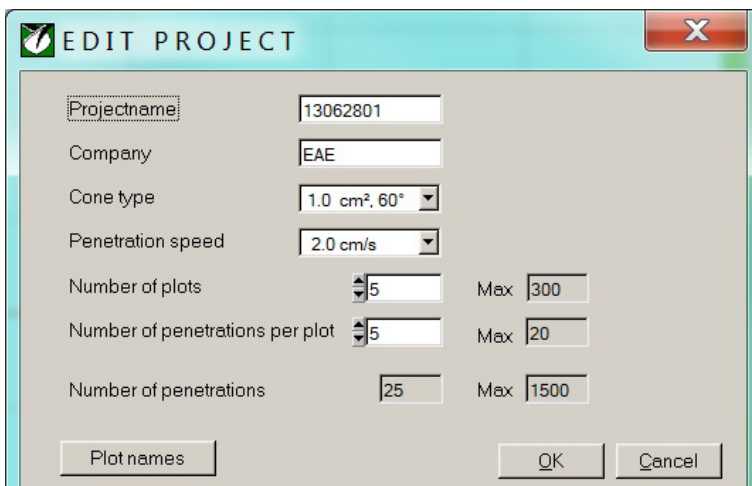 EDIT PROJECT
X
Projectname 13062801
Company EAE
Cone type 1.0 cm², 60°
Penetration speed 2.0 cm/s
Number of plots 5 Max 300
Number of penetrations per plot 5 Max 20
Number of penetrations 25 Max 1500
Plot names OK Cancel